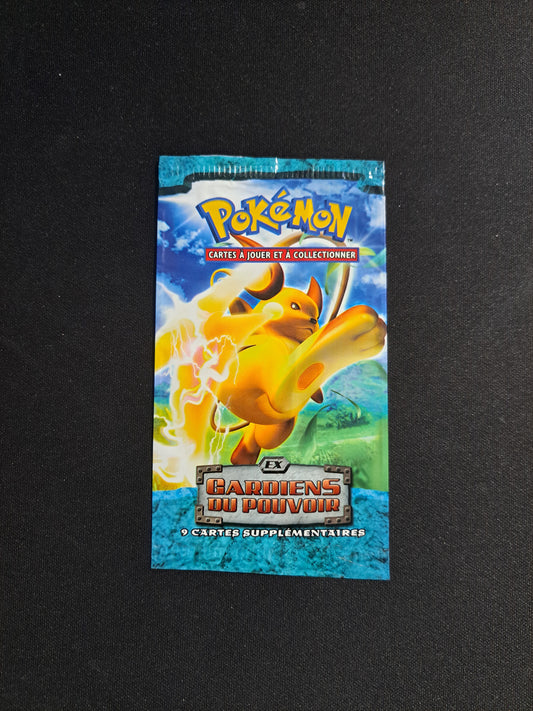 POKéMON
CARTES À JOUER ET À COLLECTIONNER
EX
GARDIENS
DU POUVOIR
9 CARTES SUPPLÉMENTAIRES